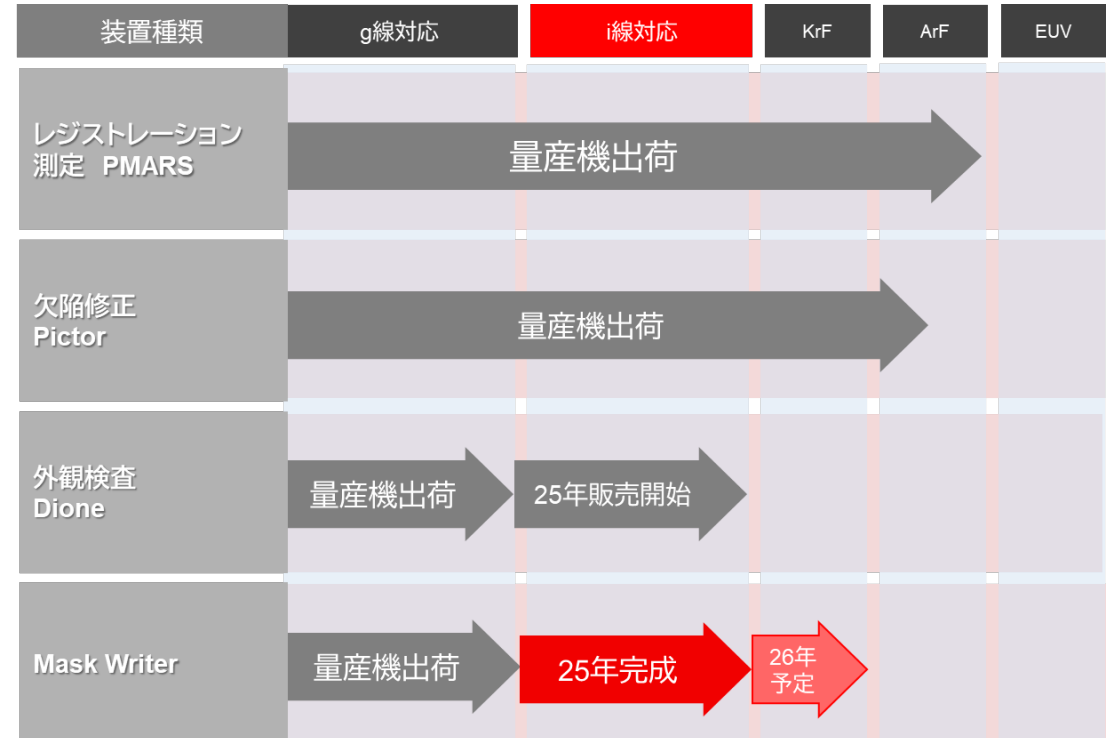 装置種類
g線対応
i線対応
KrF
ArF
EUV
レジストレーション
測定 PMARS
量産機出荷
欠陥修正
Pictor
量産機出荷
外観検査
Dione
量産機出荷
25年販売開始
Mask Writer
量産機出荷
25年完成
26年
予定